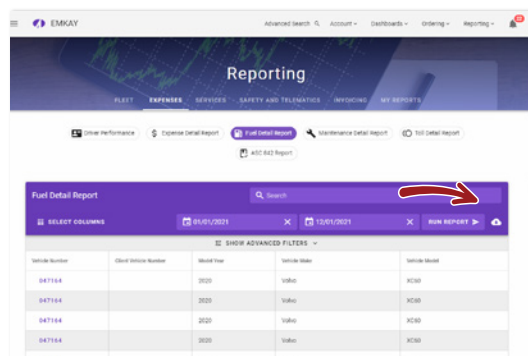 EMKAY Advanced Search Account Dashboards Ordering Reporting
Reporting
FLEET EXPENSES SERVICES SAFETY AND TELEMATICS INVOICING MY REPORTS
Driver Performance $ Expense Detail Report Fuel Detail Report Maintenance Detail Report Toll Detail Report
ASC 842 Report
Fuel Detail Report Search
SELECT COLUMNS 01/01/2021 X 12/01/2021 X RUN REPORT
SHOW ADVANCED FILTERS
Vehicle Number Client Vehicle Number Model Year Vehicle Make Vehicle Model
047164 2020 Volvo XC60
047164 2020 Volvo XC60
047164 2020 Volvo XC60
047164 2020 Volvo XC60